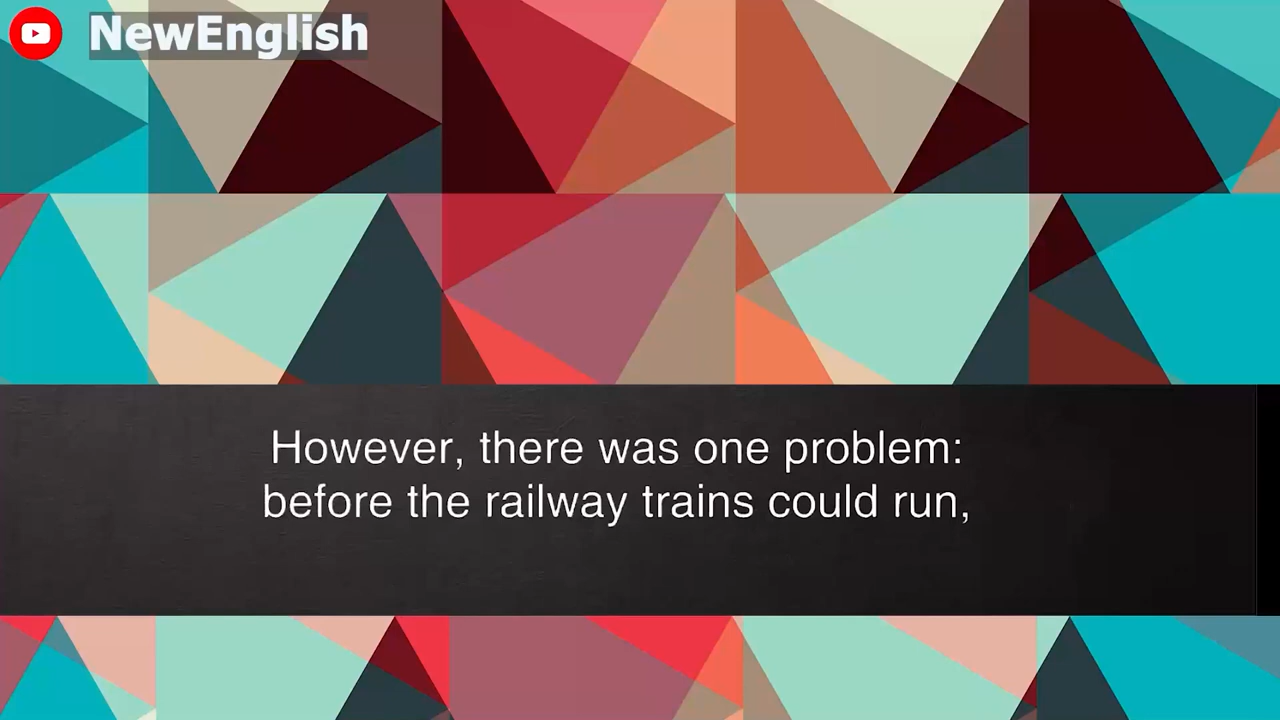 NewEnglish
However, there was one problem:
before the railway trains could run,